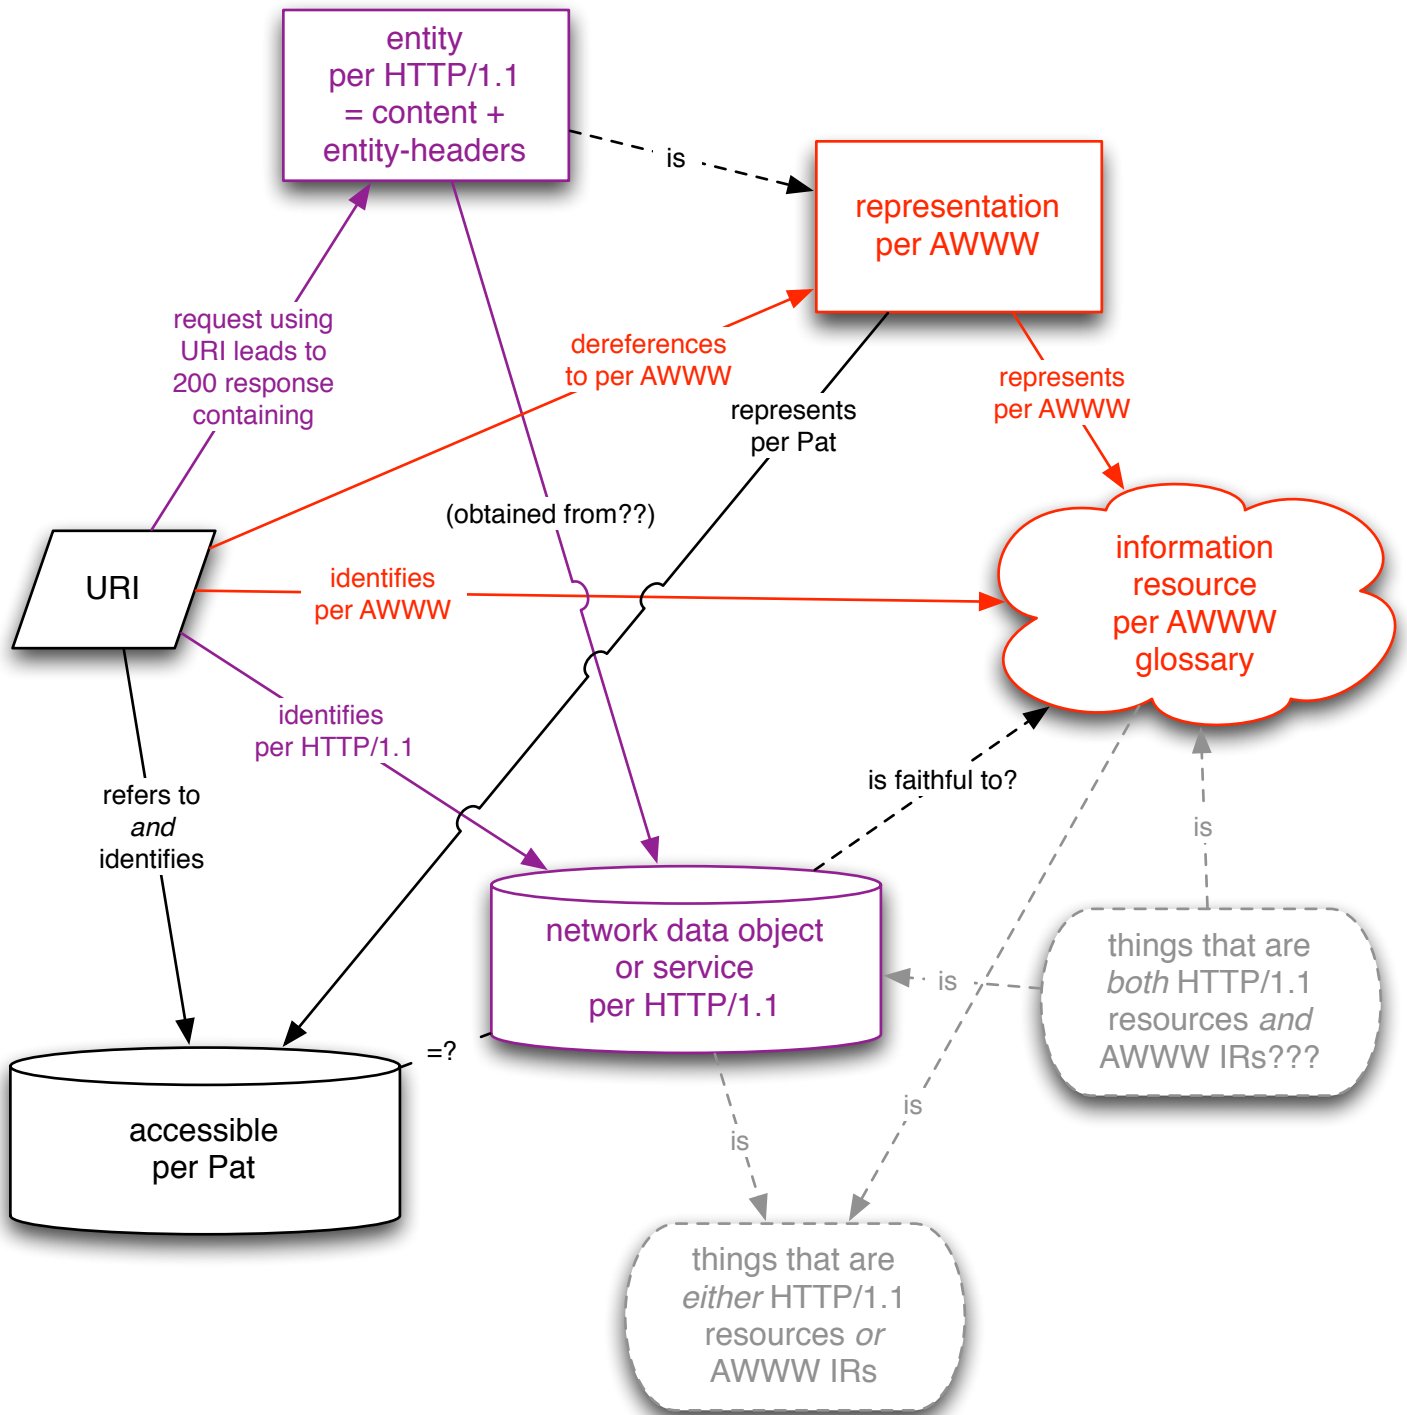 entity
per HTTP/1.1
= content +
entity-headers
is
representation
per AWWW
request using
URI leads to
200 response
containing
dereferences
to per AWWW
represents
per Pat
represents
per AWWW
(obtained from??)
URI
identifies
per AWWW
information
resource
per AWWW
glossary
identifies
per HTTP/1.1
refers to
and
identifies
is faithful to?
is
network data object
or service
per HTTP/1.1
is
things that are
both HTTP/1.1
resources and
AWWW IRs???
=?
accessible
per Pat
is
is
things that are
either HTTP/1.1
resources or
AWWW IRs